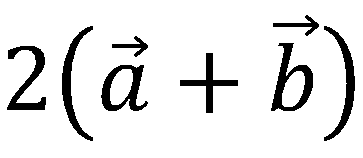 2(a⃗ + b⃗)